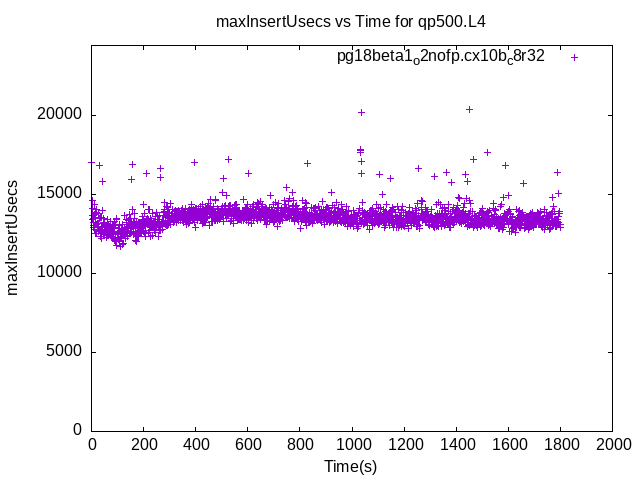 maxInsertUsecs vs Time for qp500.L4
pg18beta1o2nofp.cx10bc8r32
20000
15000
10000
5000
0
maxInsertUsecs
0 200 400 600 800 1000 1200 1400 1600 1800 2000
Time(s)